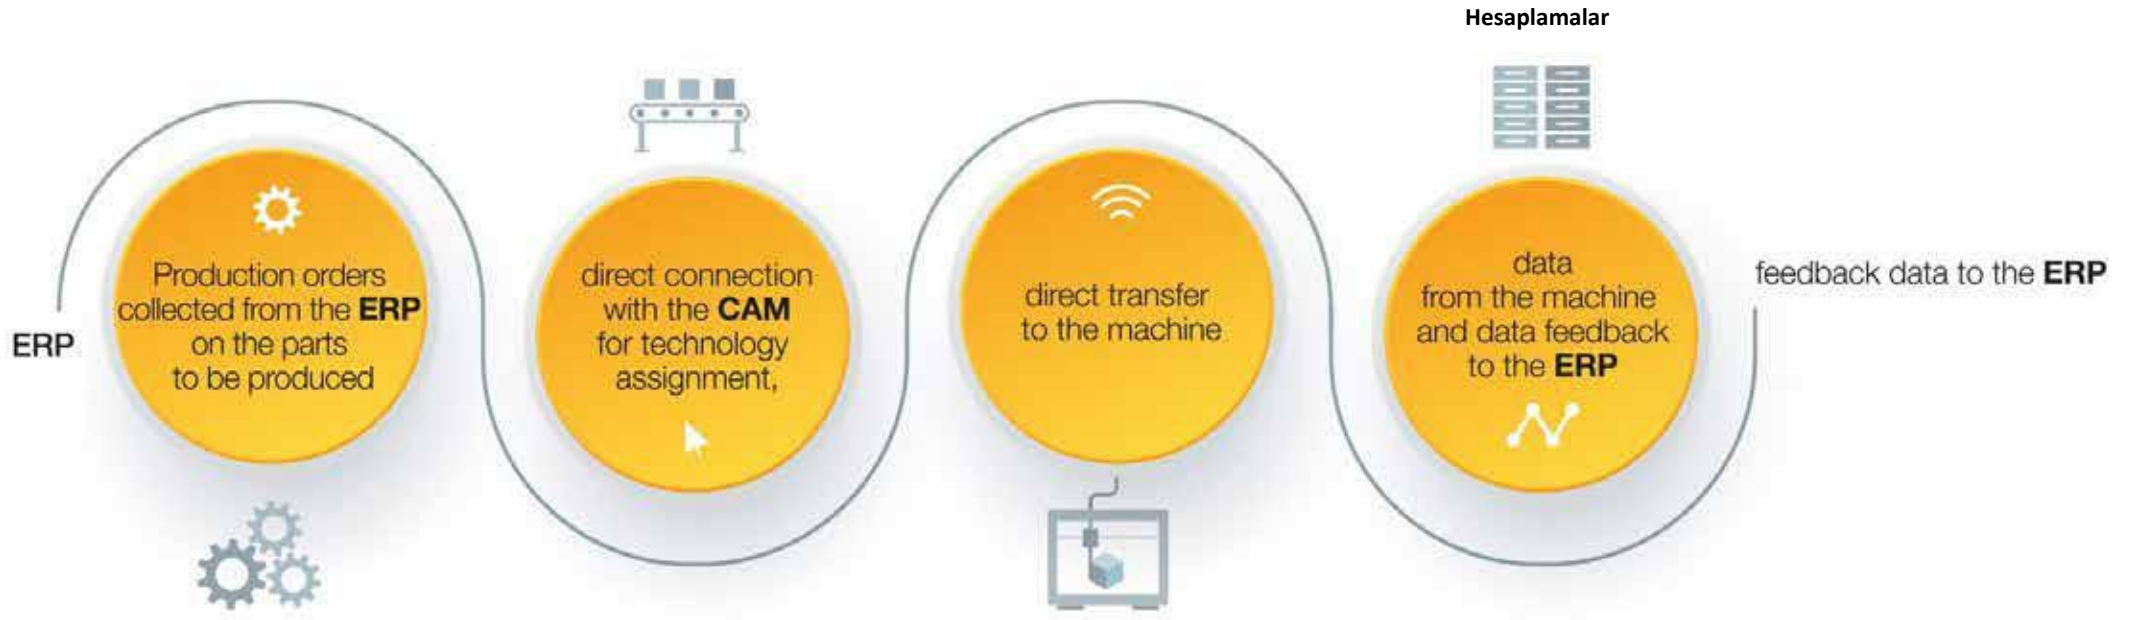 Hesaplamalar
ERP
Production orders
collected from the ERP
on the parts
to be produced
direct connection
with the CAM
for technology
assignment,
direct transfer
to the machine
data
from the machine
and data feedback
to the ERP
feedback data to the ERP